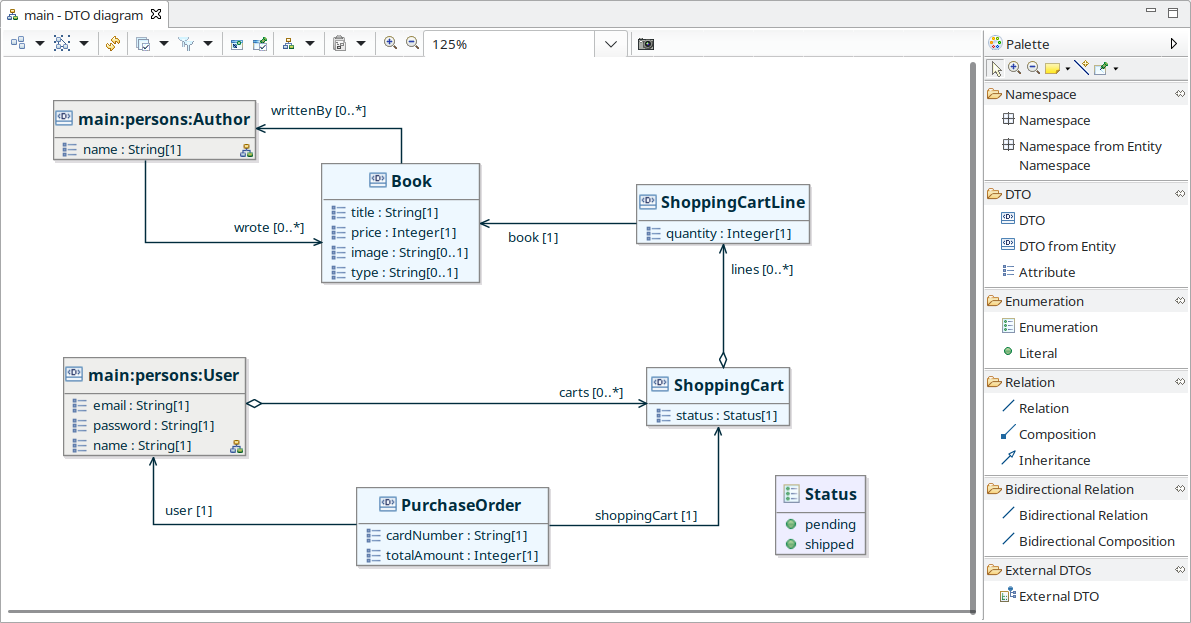 main - DTO diagram
125%
main:persons:Author
name : String[1]
writtenBy [0..*]
wrote [0..*]
Book
title : String[1]
price : Integer[1]
image : String[0..1]
type : String[0..1]
book [1]
ShoppingCartLine
quantity : Integer[1]
lines [0..*]
main:persons:User
email : String[1]
password : String[1]
name : String[1]
carts [0..*]
ShoppingCart
status : Status[1]
user [1]
PurchaseOrder
cardNumber : String[1]
totalAmount : Integer[1]
shoppingCart [1]
Status
pending
shipped
Palette
Namespace
Namespace
Namespace from Entity
Namespace
DTO
DTO
DTO from Entity
Attribute
Enumeration
Enumeration
Literal
Relation
Relation
Composition
Inheritance
Bidirectional Relation
Bidirectional Relation
Bidirectional Composition
External DTOs
External DTO